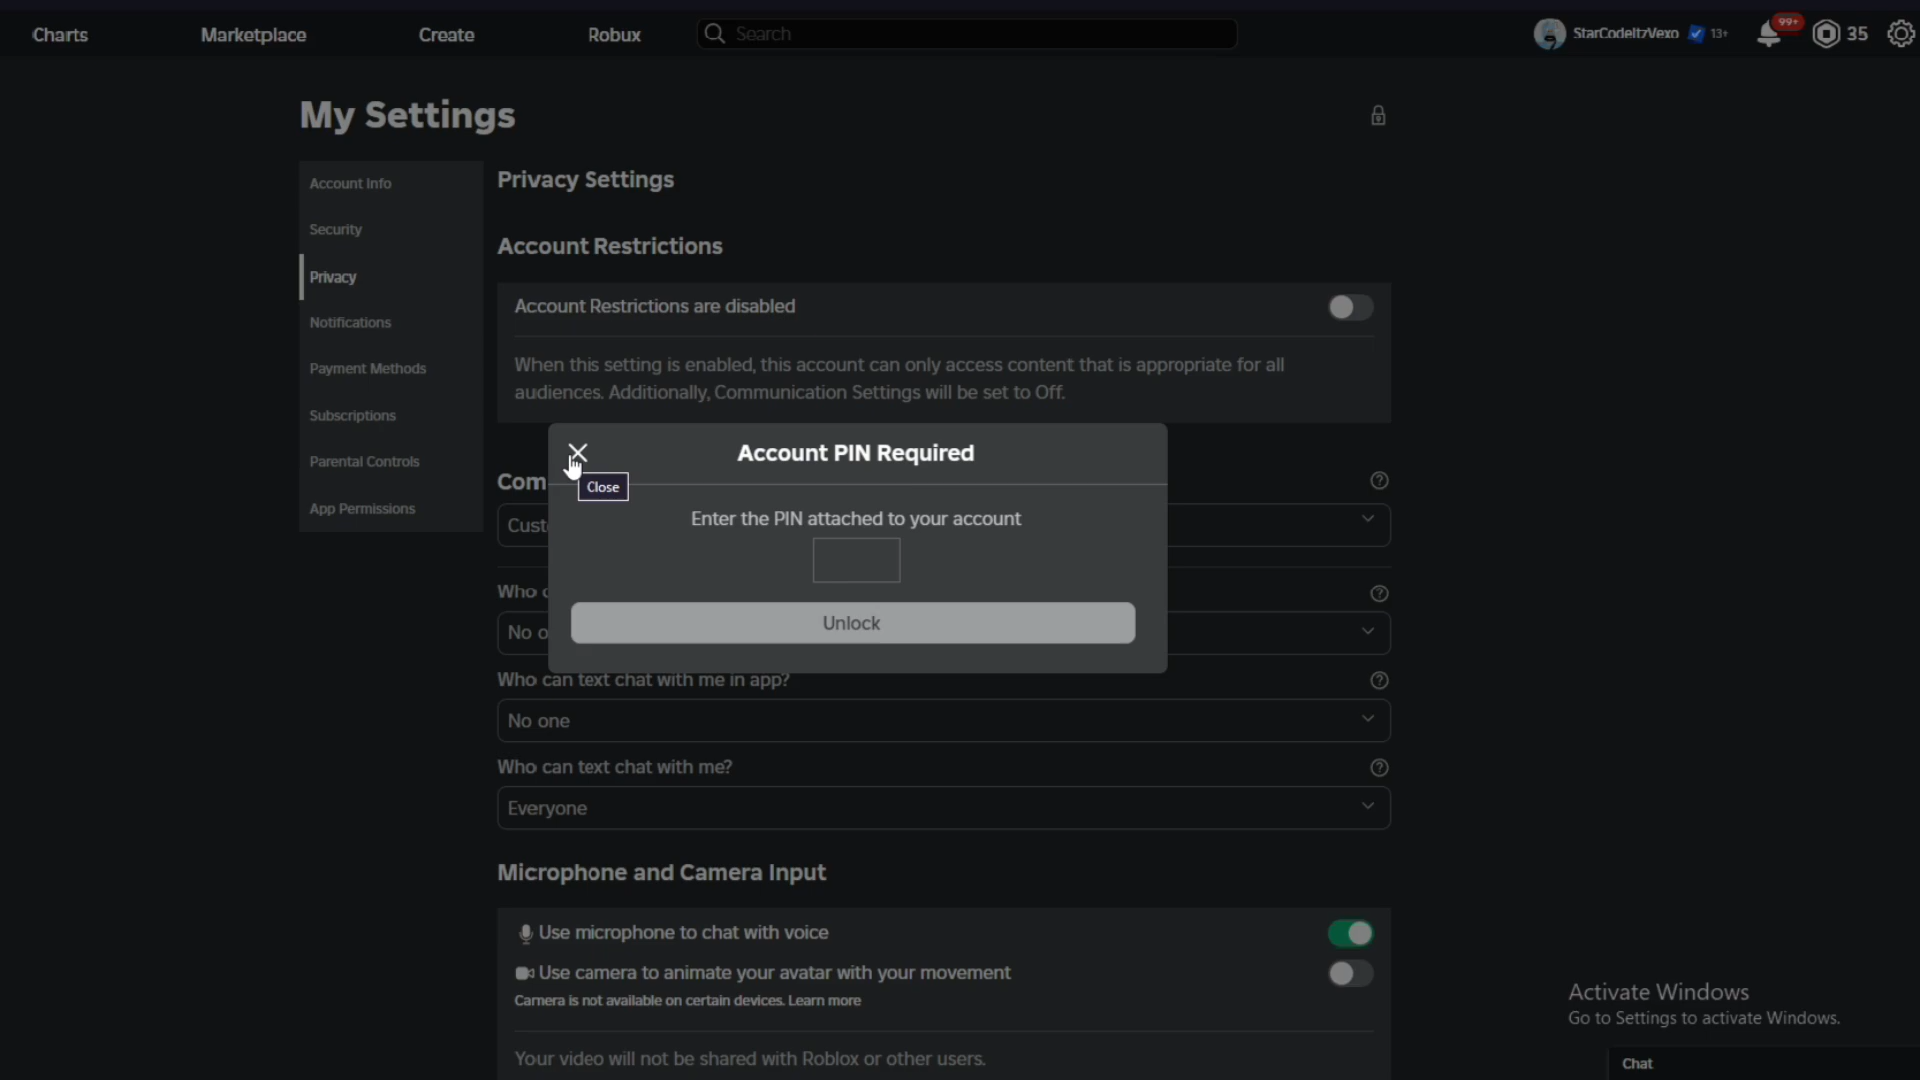 Charts
Marketplace
Create
Robux
Search
StarCodeItzVexo
13+
99+
35
My Settings
Account Info
Security
Privacy
Notifications
Payment Methods
Subscriptions
Parental Controls
App Permissions
Privacy Settings
Account Restrictions
Account Restrictions are disabled
When this setting is enabled, this account can only access content that is appropriate for all
audiences. Additionally, Communication Settings will be set to Off.
Account PIN Required
Close
Enter the PIN attached to your account
Unlock
Com
Cust
Who c
No o
Who can text chat with me in app?
No one
Who can text chat with me?
Everyone
Microphone and Camera Input
Use microphone to chat with voice
Use camera to animate your avatar with your movement
Camera is not available on certain devices. Learn more
Your video will not be shared with Roblox or other users.
Activate Windows
Go to Settings to activate Windows.
Chat